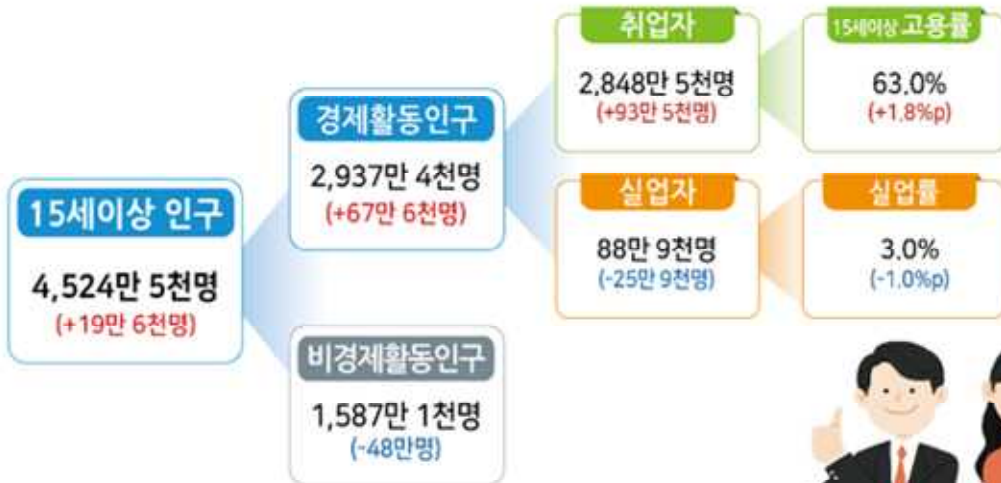 15세이상 인구
4,524만 5천명
(+19만 6천명)
경제활동인구
2,937만 4천명
(+67만 6천명)
비경제활동인구
1,587만 1천명
(-48만명)
취업자
2,848만 5천명
(+93만 5천명)
15세이상 고용률
63.0%
(+1.8%p)
실업자
88만 9천명
(-25만 9천명)
실업률
3.0%
(-1.0%p)